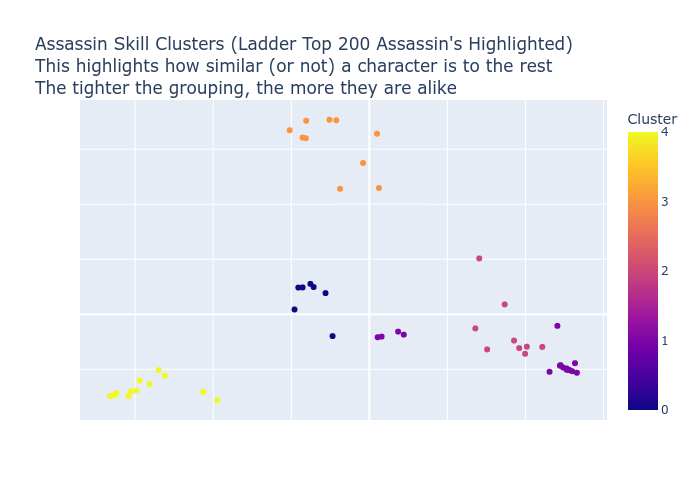 Assassin Skill Clusters (Ladder Top 200 Assassin's Highlighted)
This highlights how similar (or not) a character is to the rest
The tighter the grouping, the more they are alike
Cluster
4
3
2
1
0